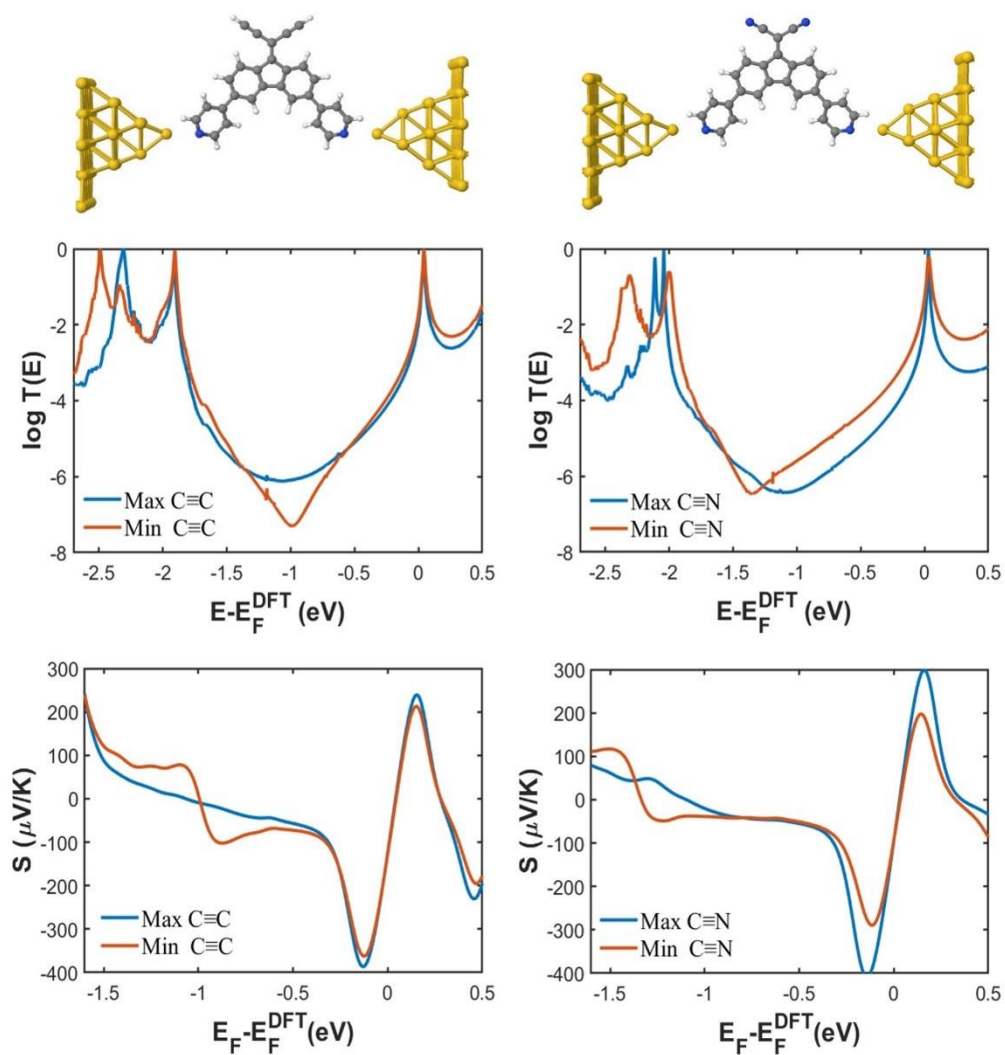 0
-2
-4
-6
-8
log T(E)
Max C≡C
Min C≡C
-2.5 -2 -1.5 -1 -0.5 0 0.5
E-E_F^DFT (eV)
0
-2
-4
-6
-8
log T(E)
Max C≡N
Min C≡N
-2.5 -2 -1.5 -1 -0.5 0 0.5
E-E_F^DFT (eV)
300
200
100
0
-100
-200
-300
-400
S (μV/K)
Max C≡C
Min C≡C
-1.5 -1 -0.5 0 0.5
E_F-E_F^DFT(eV)
300
200
100
0
-100
-200
-300
-400
S (μV/K)
Max C≡N
Min C≡N
-1.5 -1 -0.5 0 0.5
E_F-E_F^DFT(eV)